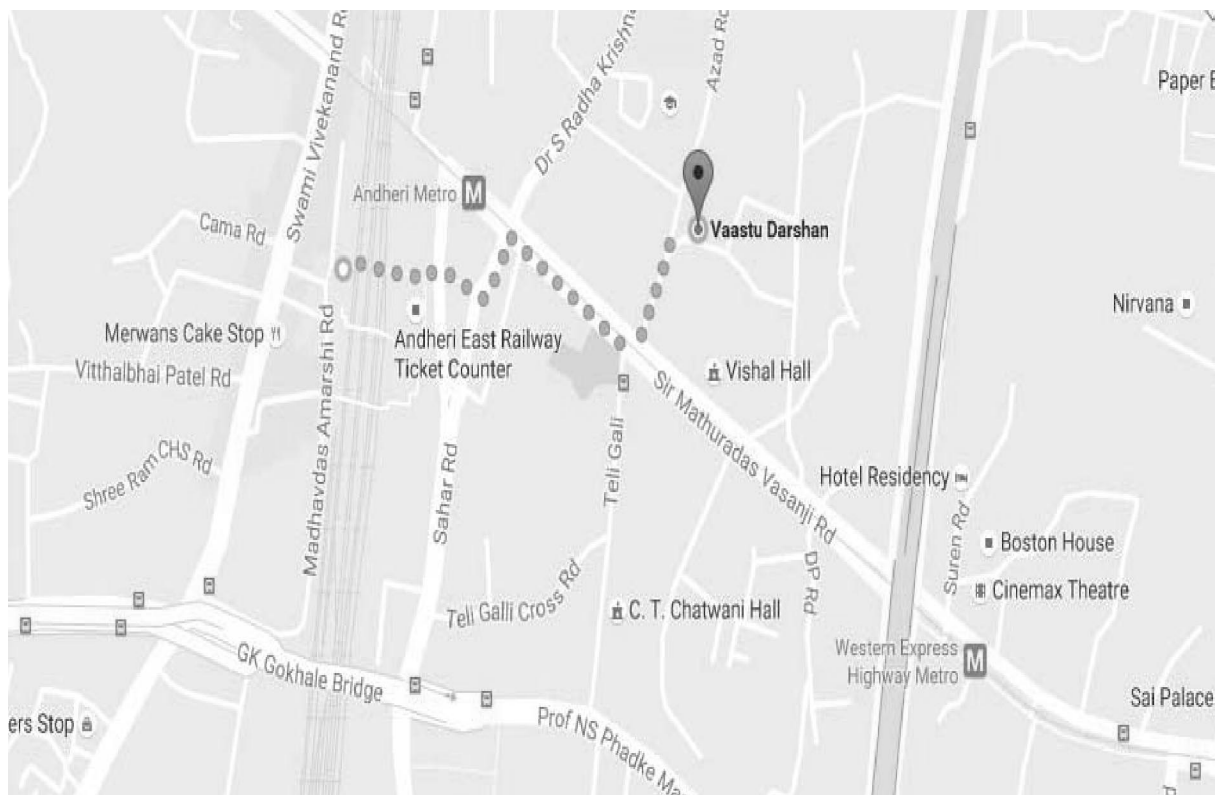 Swami Vivekanand Rd
Dr S Radha Krishna
Azad Rd
Paper B
Andheri Metro M
Cama Rd
Vaastu Darshan
Merwans Cake Stop
Andheri East Railway
Ticket Counter
Nirvana
Vitthalbhai Patel Rd
Madhavdas Amarshi Rd
Vishal Hall
Sir Mathuradas Vasanji Rd
Shree Ram CHS Rd
Sahar Rd
Teli Gali
Hotel Residency
Suren Rd
Boston House
DP Rd
Cinemax Theatre
Teli Galli Cross Rd
C. T. Chatwani Hall
GK Gokhale Bridge
Western Express
Highway Metro M
Sai Palace
ers Stop
Prof NS Phadke Ma